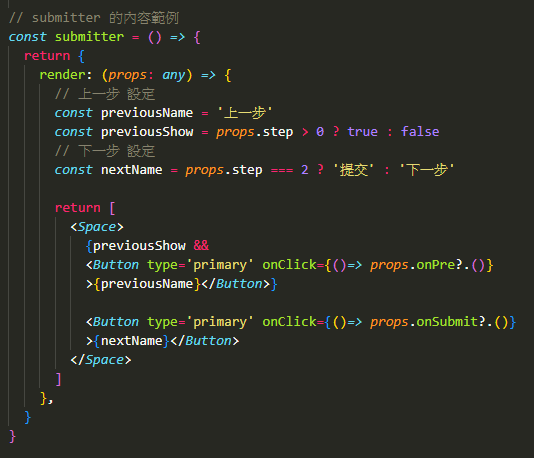 // submitter 的內容範例
const submitter = () => {
  return {
    render: (props: any) => {
      // 上一步 設定
      const previousName = '上一步'
      const previousShow = props.step > 0 ? true : false
      // 下一步 設定
      const nextName = props.step === 2 ? '提交' : '下一步'
      return [
        <Space>
          {previousShow &&
          <Button type='primary' onClick={()=> props.onPre?.()}
          >{previousName}</Button>}
          <Button type='primary' onClick={()=> props.onSubmit?.()}
          >{nextName}</Button>
        </Space>
      ]
    },
  }
}